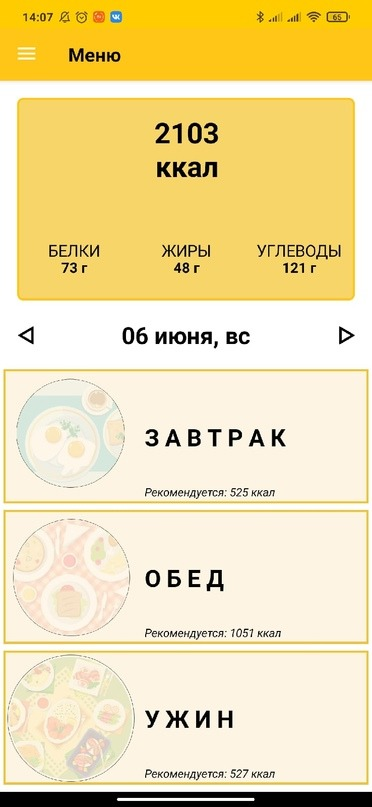 14:07
65
Меню
2103
ккал
БЕЛКИ ЖИРЫ УГЛЕВОДЫ
73 г 48 г 121 г
06 июня, вс
ЗАВТРАК
Рекомендуется: 525 ккал
ОБЕД
Рекомендуется: 1051 ккал
УЖИН
Рекомендуется: 527 ккал